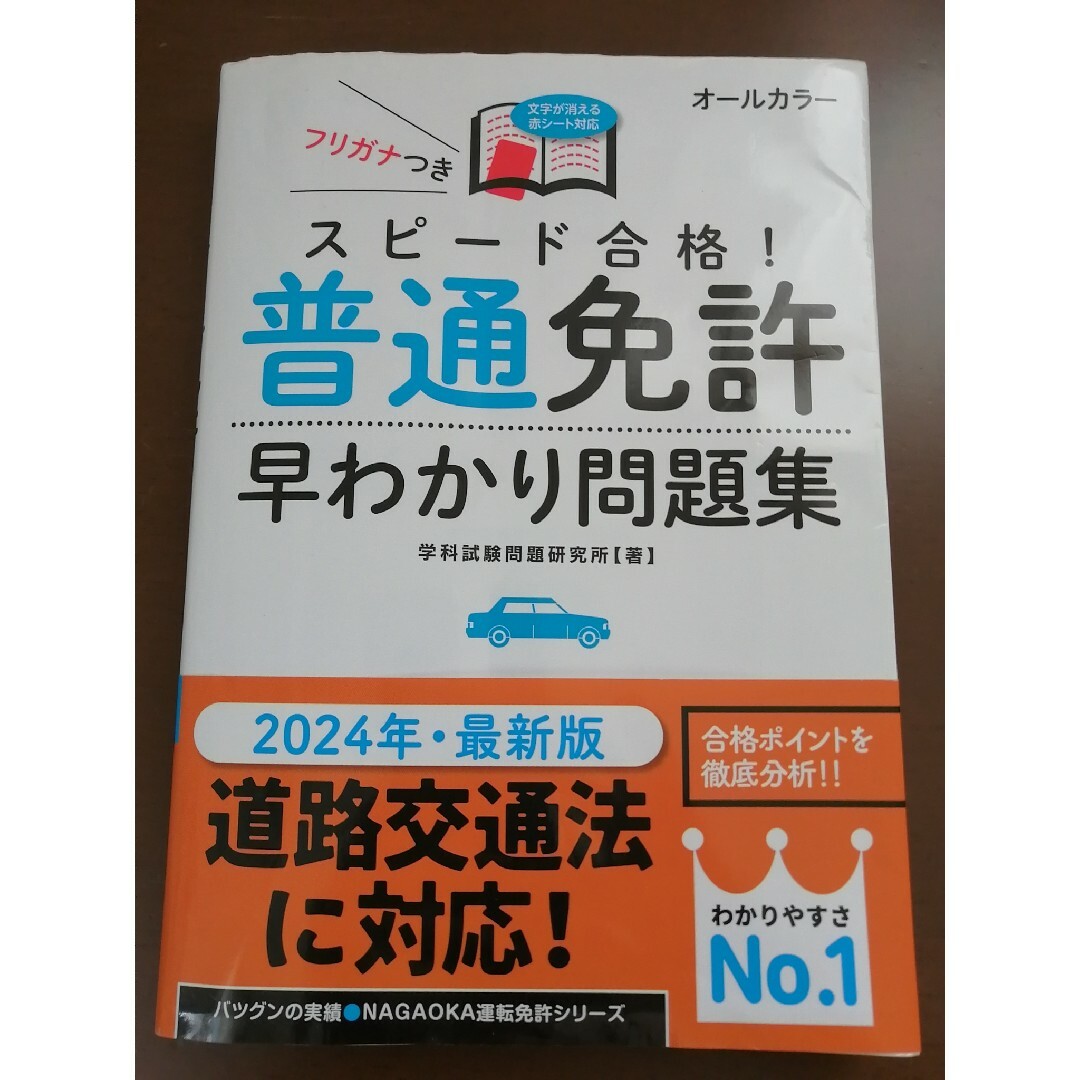 オールカラー
文字が消える
赤シート対応
フリガナつき
スピード合格!
普通免許
早わかり問題集
学科試験問題研究所【著】
2024年・最新版
道路交通法
に対応!
合格ポイントを
徹底分析!!
わかりやすさ
No.1
バツグンの実績●NAGAOKA運転免許シリーズ